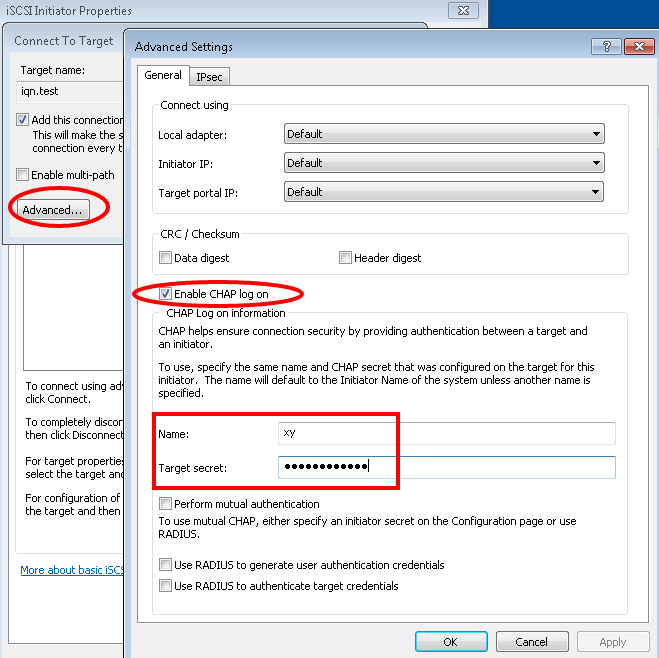 iSCSI Initiator Properties
Connect To Target
Target name:
iqn.test
Add this connection
This will make the s
connection every t
Enable multi-path
Advanced...
To connect using ad
click Connect.
To completely discon
then click Disconnect
For target properties
select the target and
For configuration of
the target and then
More about basic iSCS
Advanced Settings
General
IPsec
Connect using
Local adapter:
Default
Initiator IP:
Default
Target portal IP:
Default
CRC / Checksum
Data digest
Header digest
Enable CHAP log on
CHAP Log on information
CHAP helps ensure connection security by providing authentication between a target and
an initiator.
To use, specify the same name and CHAP secret that was configured on the target for this
initiator. The name will default to the Initiator Name of the system unless another name is
specified.
Name:
xy
Target secret:
●●●●●●●●●●●●
Perform mutual authentication
To use mutual CHAP, either specify an initiator secret on the Configuration page or use
RADIUS.
Use RADIUS to generate user authentication credentials
Use RADIUS to authenticate target credentials
OK
Cancel
Apply